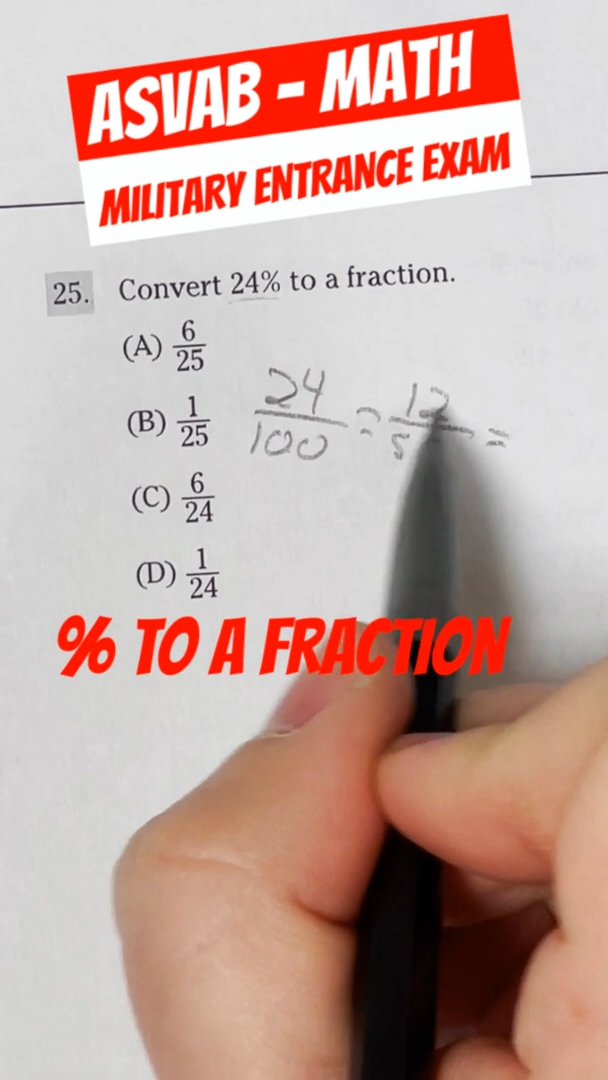 ASVAB - MATH
MILITARY ENTRANCE EXAM
25. Convert 24% to a fraction.
(A) 6/25
(B) 1/25
24/100 = 12/5 =
(C) 6/24
(D) 1/24
% TO A FRACTION